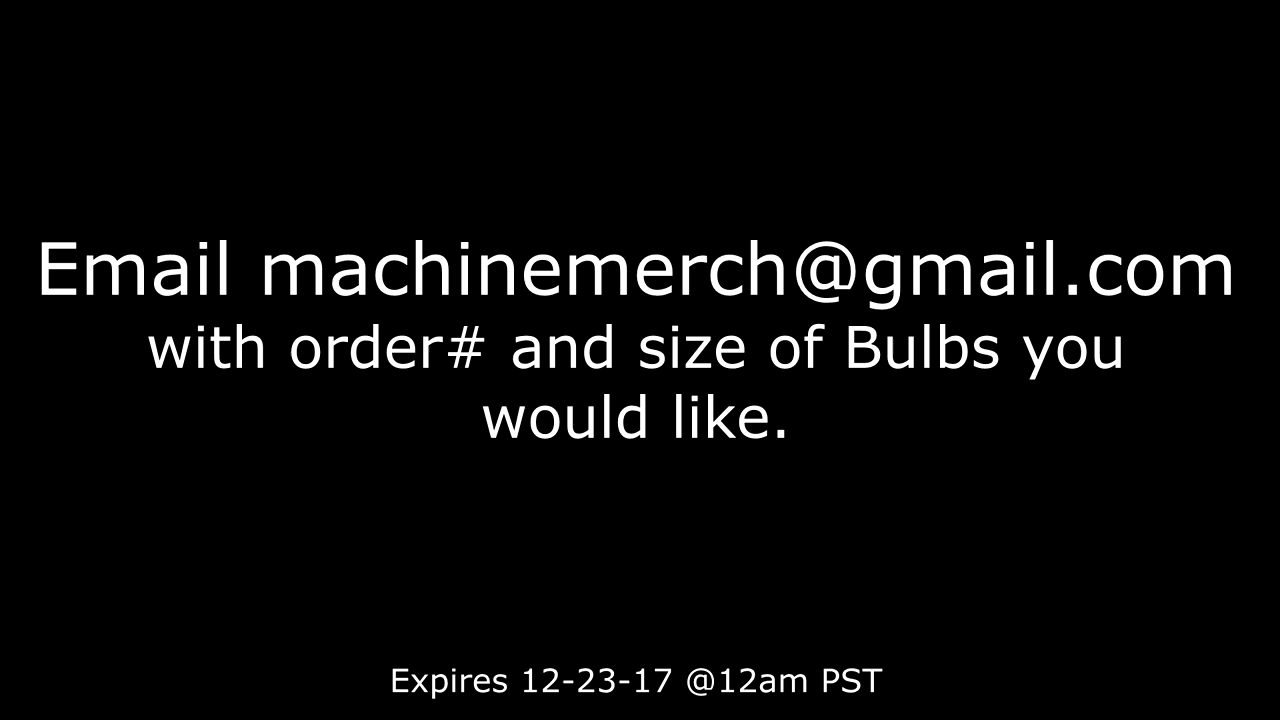 Email machinemerch@gmail.com
with order# and size of Bulbs you
would like.
Expires 12-23-17 @12am PST